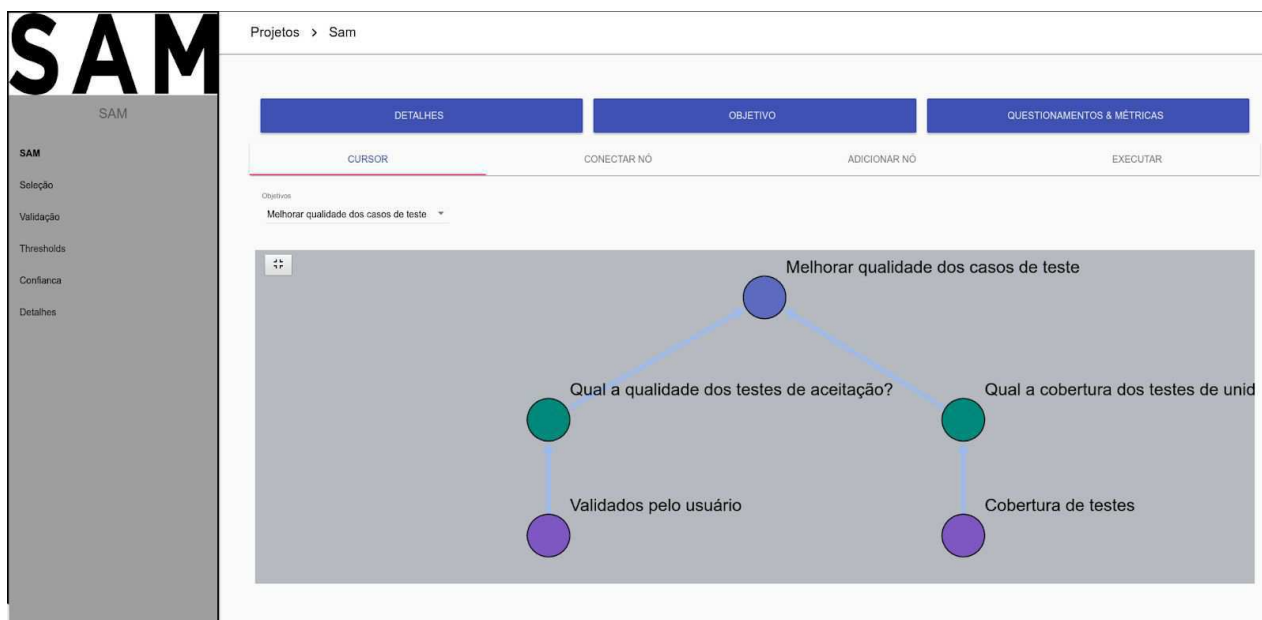 SAM
Projetos > Sam
SAM
SAM
Seleção
Validação
Thresholds
Confianca
Detalhes
DETALHES
OBJETIVO
QUESTIONAMENTOS & MÉTRICAS
CURSOR
CONECTAR NÓ
ADICIONAR NÓ
EXECUTAR
Objetivos
Melhorar qualidade dos casos de teste
Melhorar qualidade dos casos de teste
Qual a qualidade dos testes de aceitação?
Qual a cobertura dos testes de unid
Validados pelo usuário
Cobertura de testes